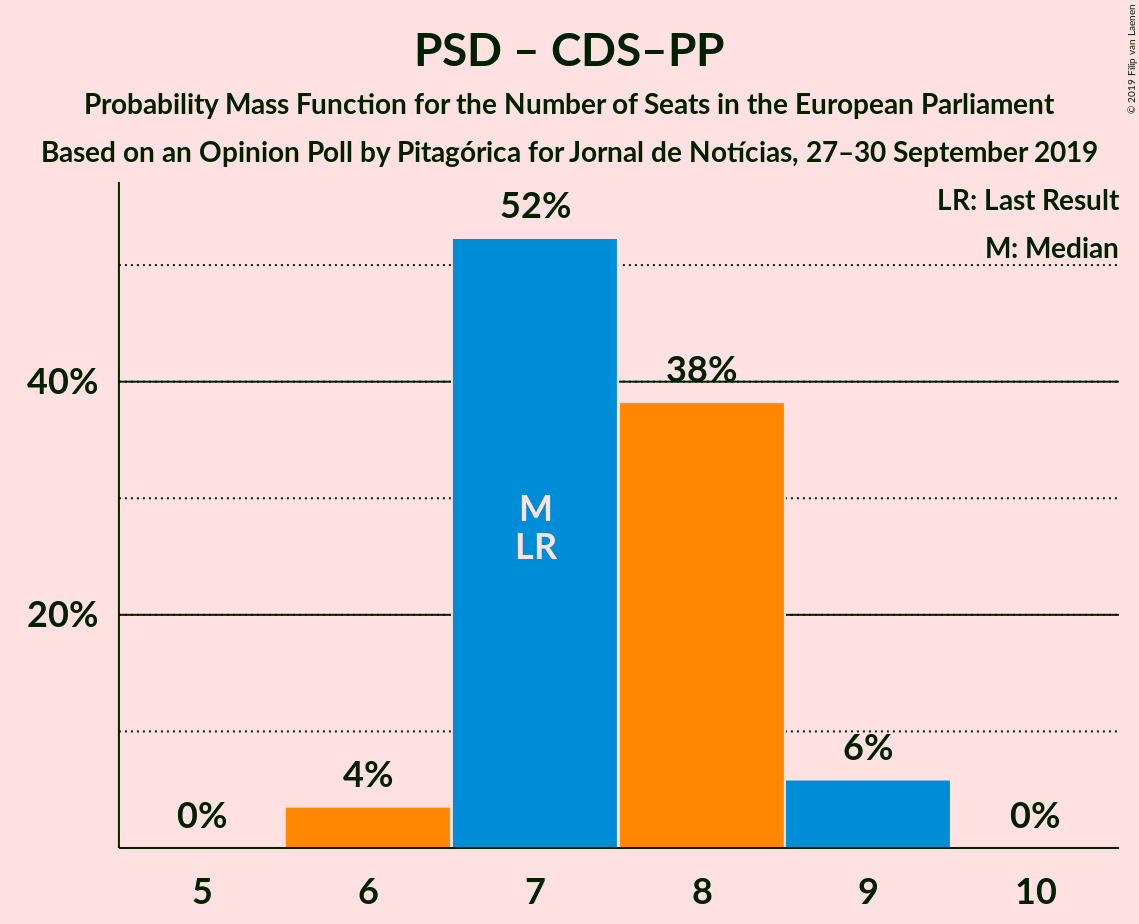 PSD – CDS–PP
Probability Mass Function for the Number of Seats in the European Parliament
Based on an Opinion Poll by Pitagórica for Jornal de Notícias, 27–30 September 2019
© 2019 Filip van Laenen
LR: Last Result
M: Median
52%
38%
40%
M
LR
20%
6%
4%
0%
0%
5
6
7
8
9
10